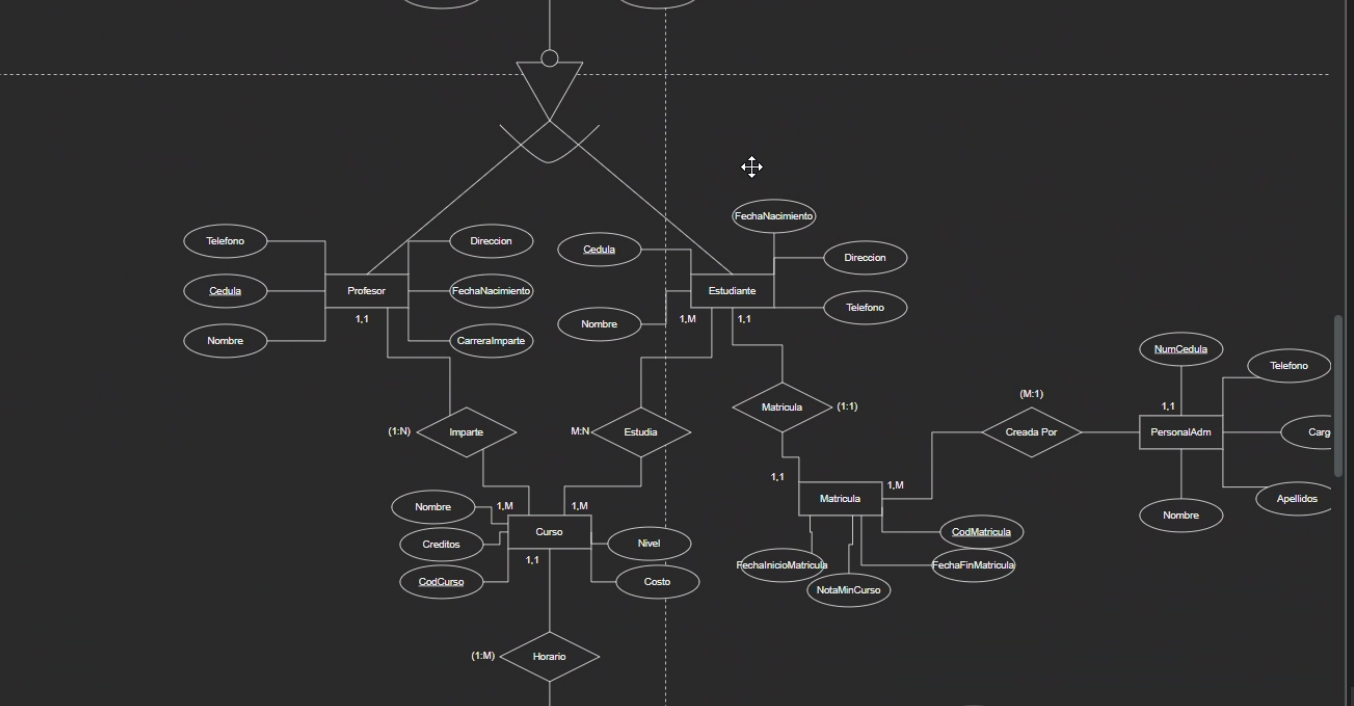 FechaNacimiento
Telefono
Direccion
Cedula
Direccion
Cedula
Profesor
FechaNacimiento
Estudiante
Telefono
1,1
1,M
1,1
Nombre
Nombre
CarreraImparte
NumCedula
Telefono
(M:1)
1,1
Matricula
(1:1)
(1:N)
Imparte
M:N
Estudia
Creada Por
PersonalAdm
Carg
1,1
1,M
Nombre
1,M
1,M
Matricula
Apellidos
Nombre
Curso
CodMatricula
Creditos
Nivel
1,1
FechaInicioMatricula
FechaFinMatricula
CodCurso
Costo
NotaMinCurso
(1:M)
Horario